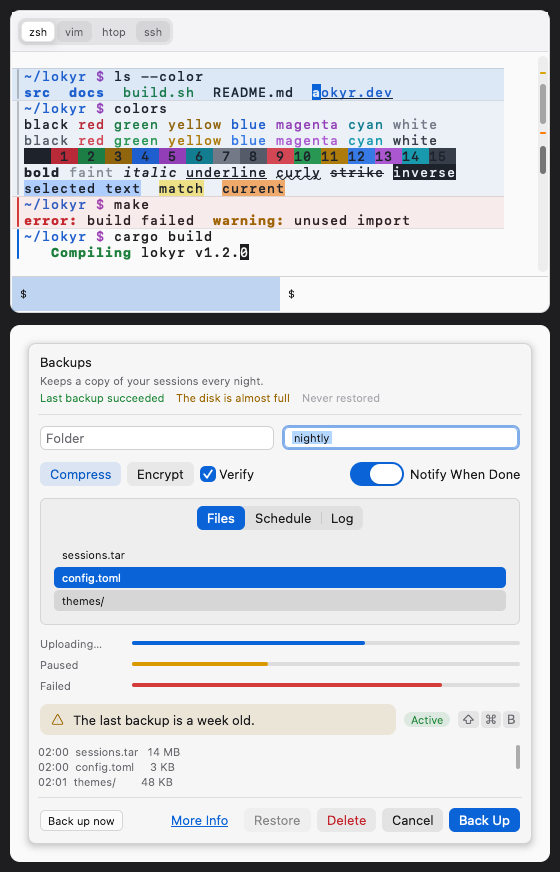 zsh vim htop ssh
~/lokyr $ ls --color
src docs build.sh README.md aokyr.dev
~/lokyr $ colors
black red green yellow blue magenta cyan white
black red green yellow blue magenta cyan white
1 2 3 4 5 6 7 8 9 10 11 12 13 14 15
bold faint italic underline curly strike inverse
selected text match current
~/lokyr $ make
error: build failed warning: unused import
~/lokyr $ cargo build
Compiling lokyr v1.2.0
$ $
Backups
Keeps a copy of your sessions every night.
Last backup succeeded The disk is almost full Never restored
Folder nightly
Compress Encrypt Verify Notify When Done
Files Schedule Log
sessions.tar
config.toml
themes/
Uploading...
Paused
Failed
The last backup is a week old. Active ⇧ ⌘ B
02:00 sessions.tar 14 MB
02:00 config.toml 3 KB
02:01 themes/ 48 KB
Back up now More Info Restore Delete Cancel Back Up